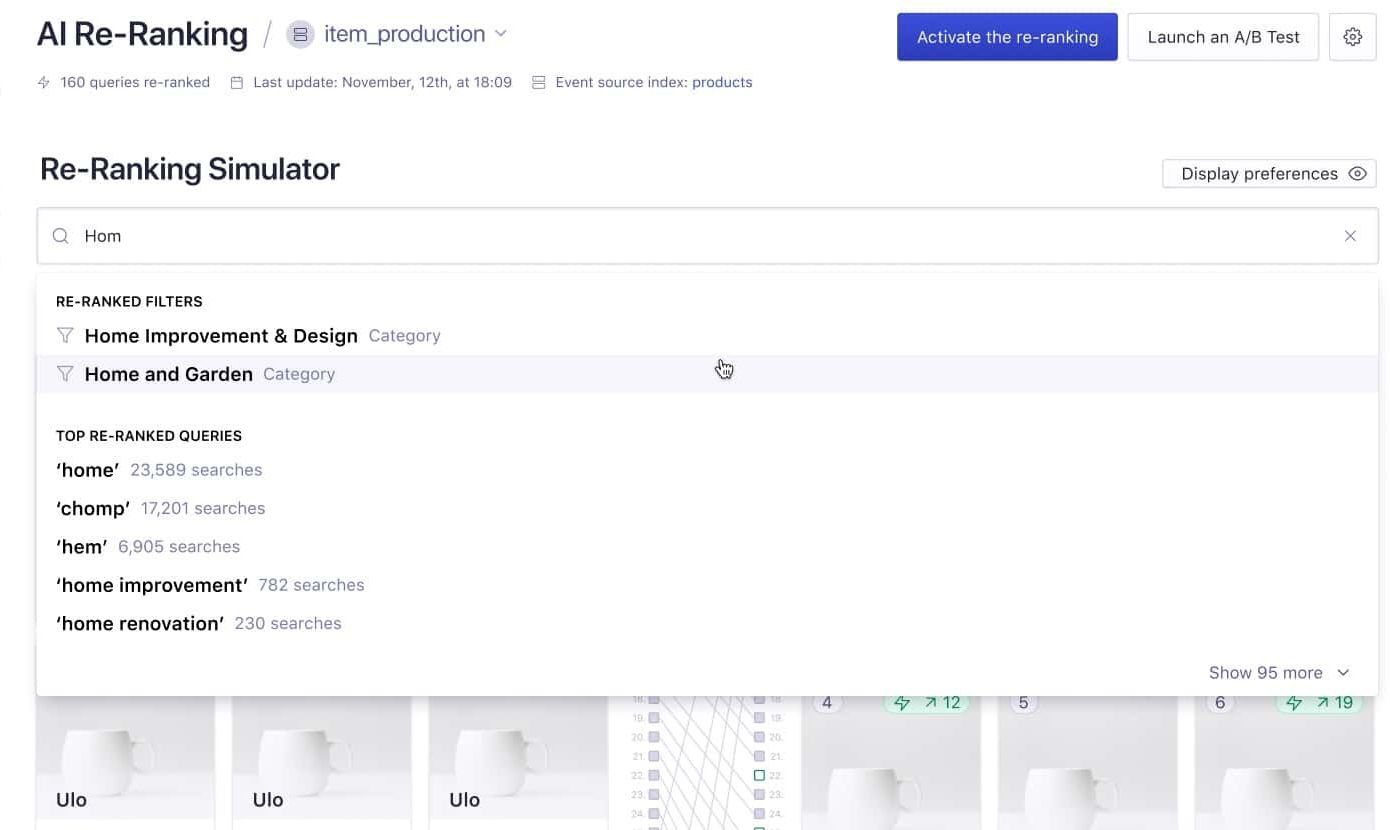 AI Re-Ranking / item_production
Activate the re-ranking
Launch an A/B Test
160 queries re-ranked
Last update: November, 12th, at 18:09
Event source index: products
Re-Ranking Simulator
Display preferences
Hom
RE-RANKED FILTERS
Home Improvement & Design Category
Home and Garden Category
TOP RE-RANKED QUERIES
‘home’ 23,589 searches
‘chomp’ 17,201 searches
‘hem’ 6,905 searches
‘home improvement’ 782 searches
‘home renovation’ 230 searches
Show 95 more
18. 18.
19. 19.
20. 20.
21. 21.
22. 22.
23. 23.
24. 24.
4 12
5
6 19
Ulo
Ulo
Ulo